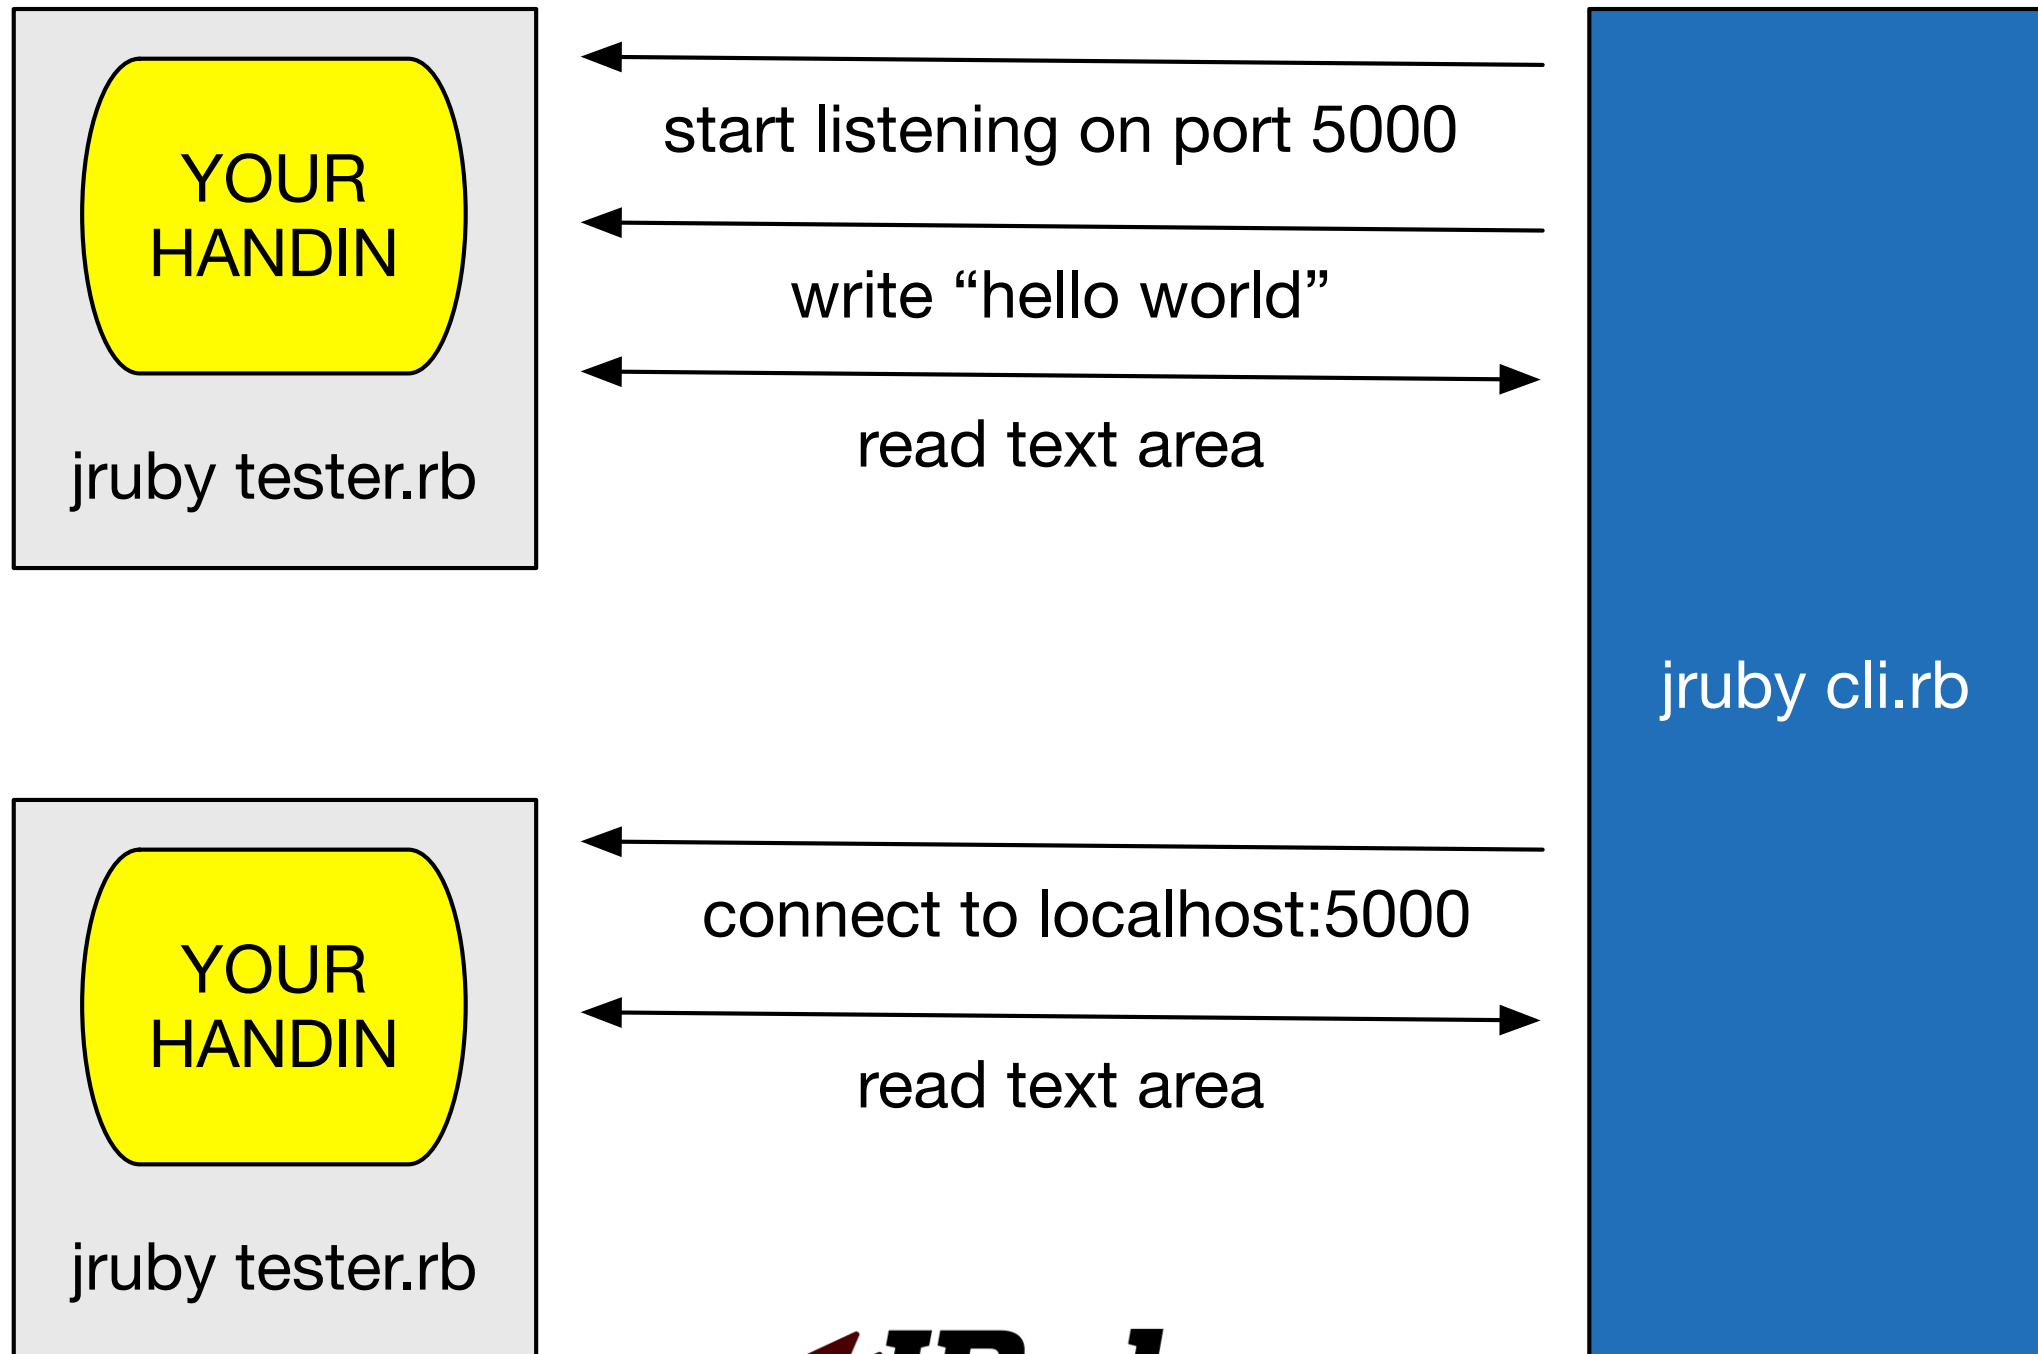 YOUR
HANDIN
jruby tester.rb
start listening on port 5000
write “hello world”
read text area
jruby cli.rb
YOUR
HANDIN
jruby tester.rb
connect to localhost:5000
read text area